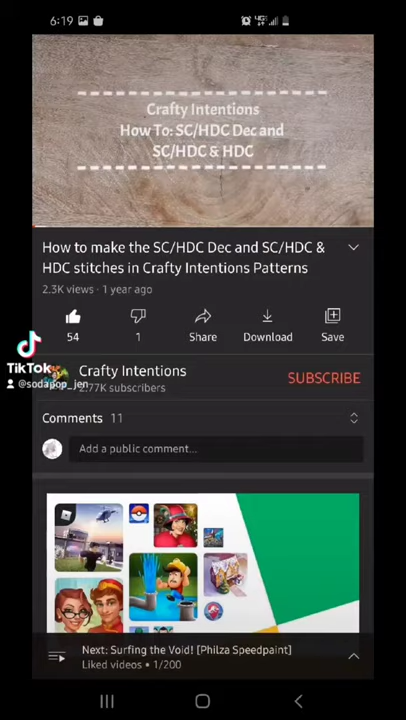 6:19
Crafty Intentions
How To: SC/HDC Dec and
SC/HDC & HDC
How to make the SC/HDC Dec and SC/HDC &
HDC stitches in Crafty Intentions Patterns
2.3K views · 1 year ago
54
1
Share
Download
Save
TikTok
@sodapop_jen
Crafty Intentions
2.77K subscribers
SUBSCRIBE
Comments 11
Add a public comment...
Next: Surfing the Void! [Philza Speedpaint]
Liked videos • 1/200